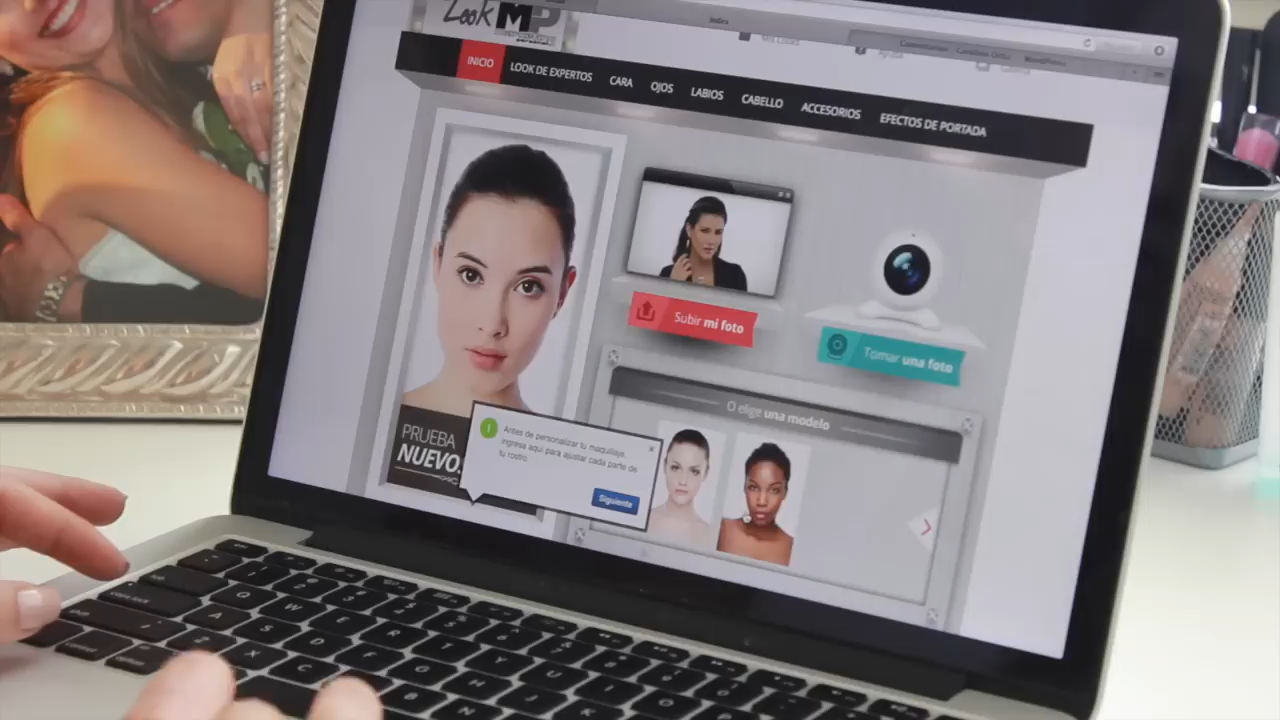 Look MP
Index
INICIO
LOOK DE EXPERTOS
CARA
OJOS
LABIOS
CABELLO
ACCESORIOS
EFECTOS DE PORTADA
Subir mi foto
Tomar una foto
O elige una modelo
PRUEBA
NUEVO
Antes de personalizar tu maquillaje,
ingresa aquí para ajustar cada parte de
tu rostro.
Siguiente
Q
W
E
R
T
Y
U
I
O
P
A
S
D
F
G
H
J
K
L
Z
X
C
B
N